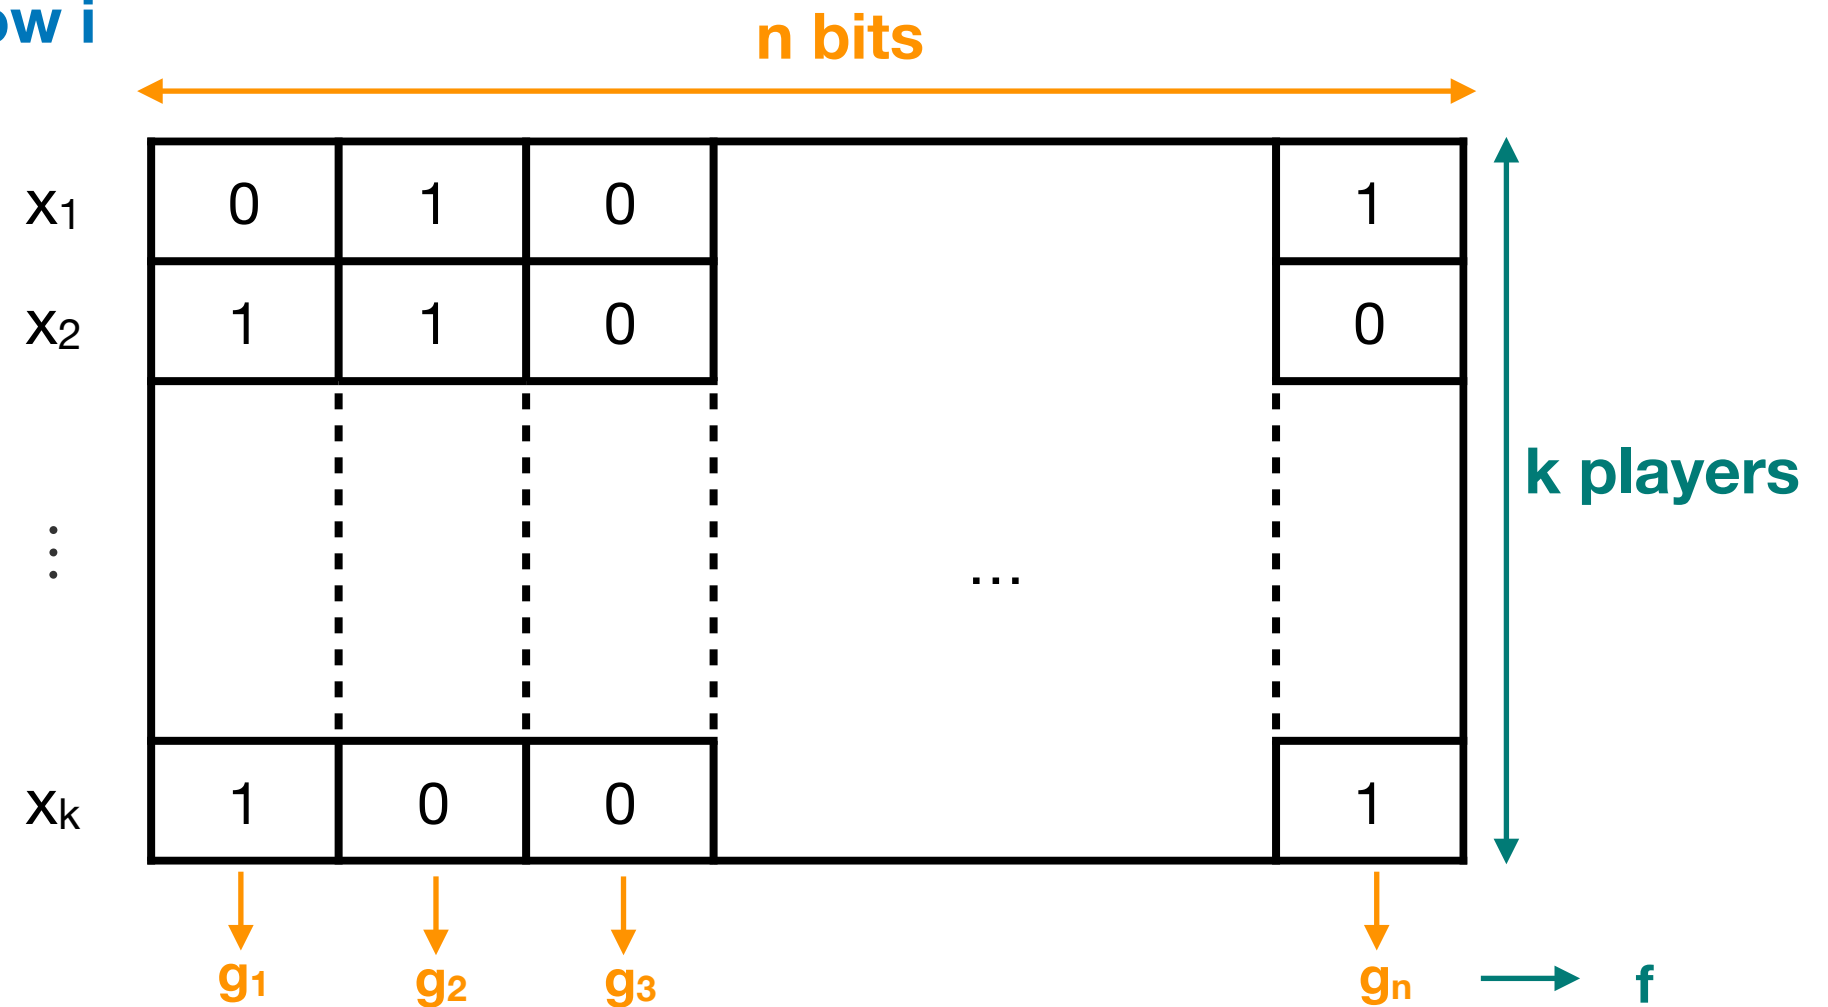 ow i
n bits
x1 0 1 0 1
x2 1 1 0 0
k players
⋮ ...
xk 1 0 0 1
g1 g2 g3 gn f